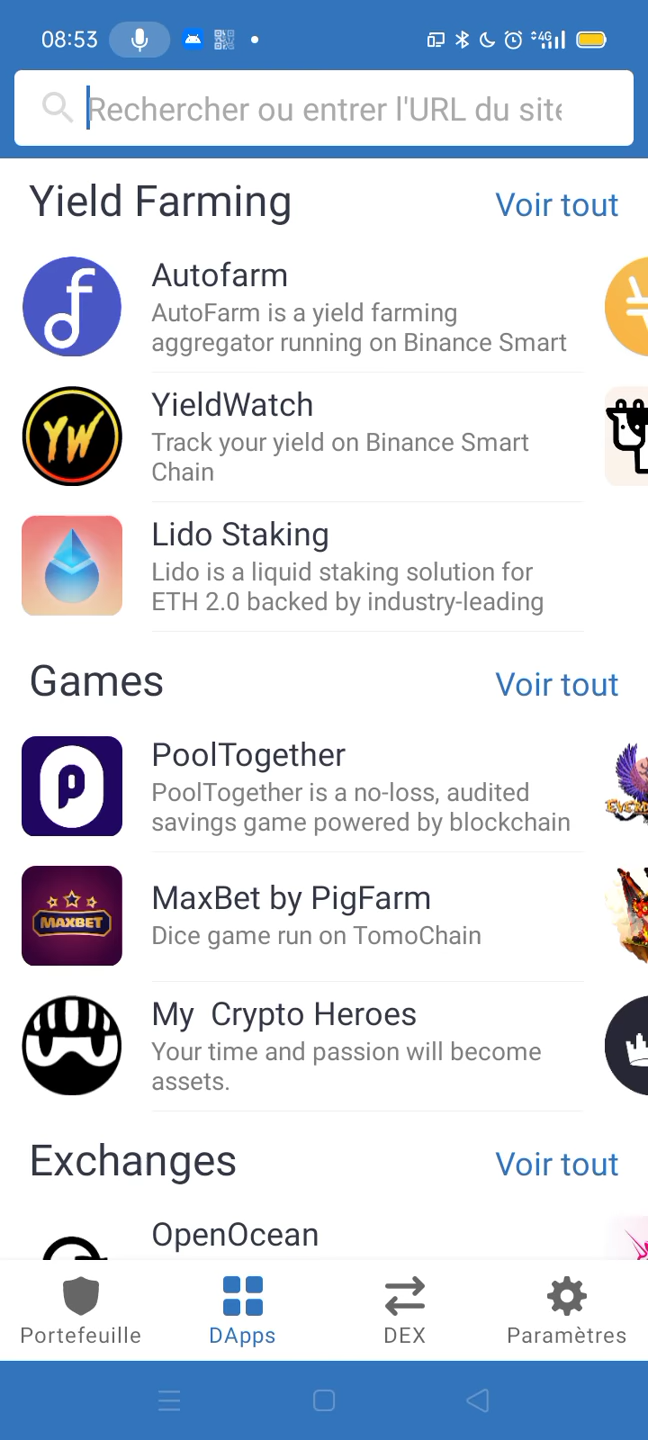 08:53
4G
Rechercher ou entrer l'URL du site
Yield Farming
Voir tout
Autofarm
AutoFarm is a yield farming
aggregator running on Binance Smart
YW
YieldWatch
Track your yield on Binance Smart
Chain
Lido Staking
Lido is a liquid staking solution for
ETH 2.0 backed by industry-leading
Games
Voir tout
P
PoolTogether
PoolTogether is a no-loss, audited
savings game powered by blockchain
MAXBET
MaxBet by PigFarm
Dice game run on TomoChain
My  Crypto Heroes
Your time and passion will become
assets.
Exchanges
Voir tout
OpenOcean
Portefeuille
DApps
DEX
Paramètres